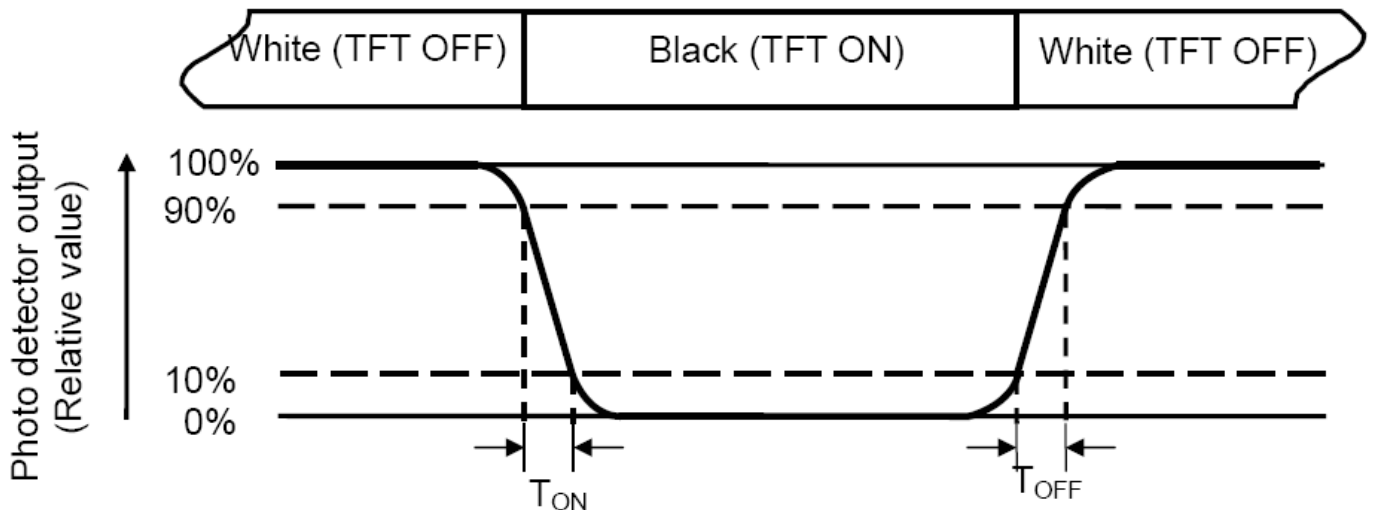 White (TFT OFF)
Black (TFT ON)
White (TFT OFF)
Photo detector output
(Relative value)
100%
90%
10%
0%
TON
TOFF